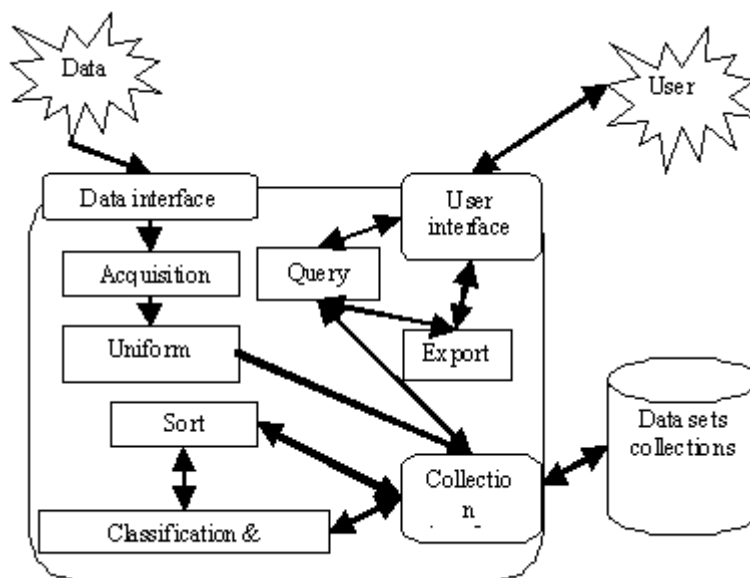 Data
User
Data interface
User
interface
Acquisition
Query
Uniform
Export
Sort
Data sets
collections
Collectio
n
Classification &